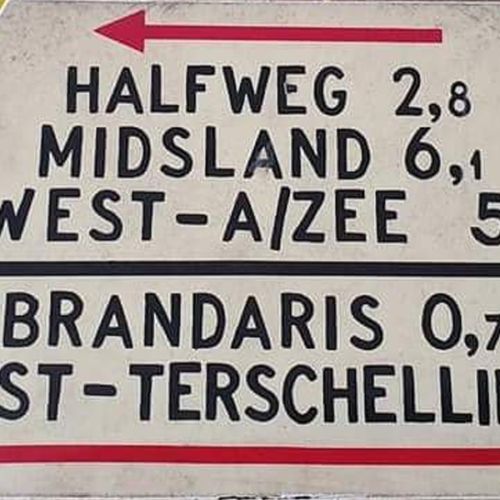 HALFWEG 2,8
MIDSLAND 6,1
WEST-A/ZEE 5
BRANDARIS 0,7
ST-TERSCHELLI